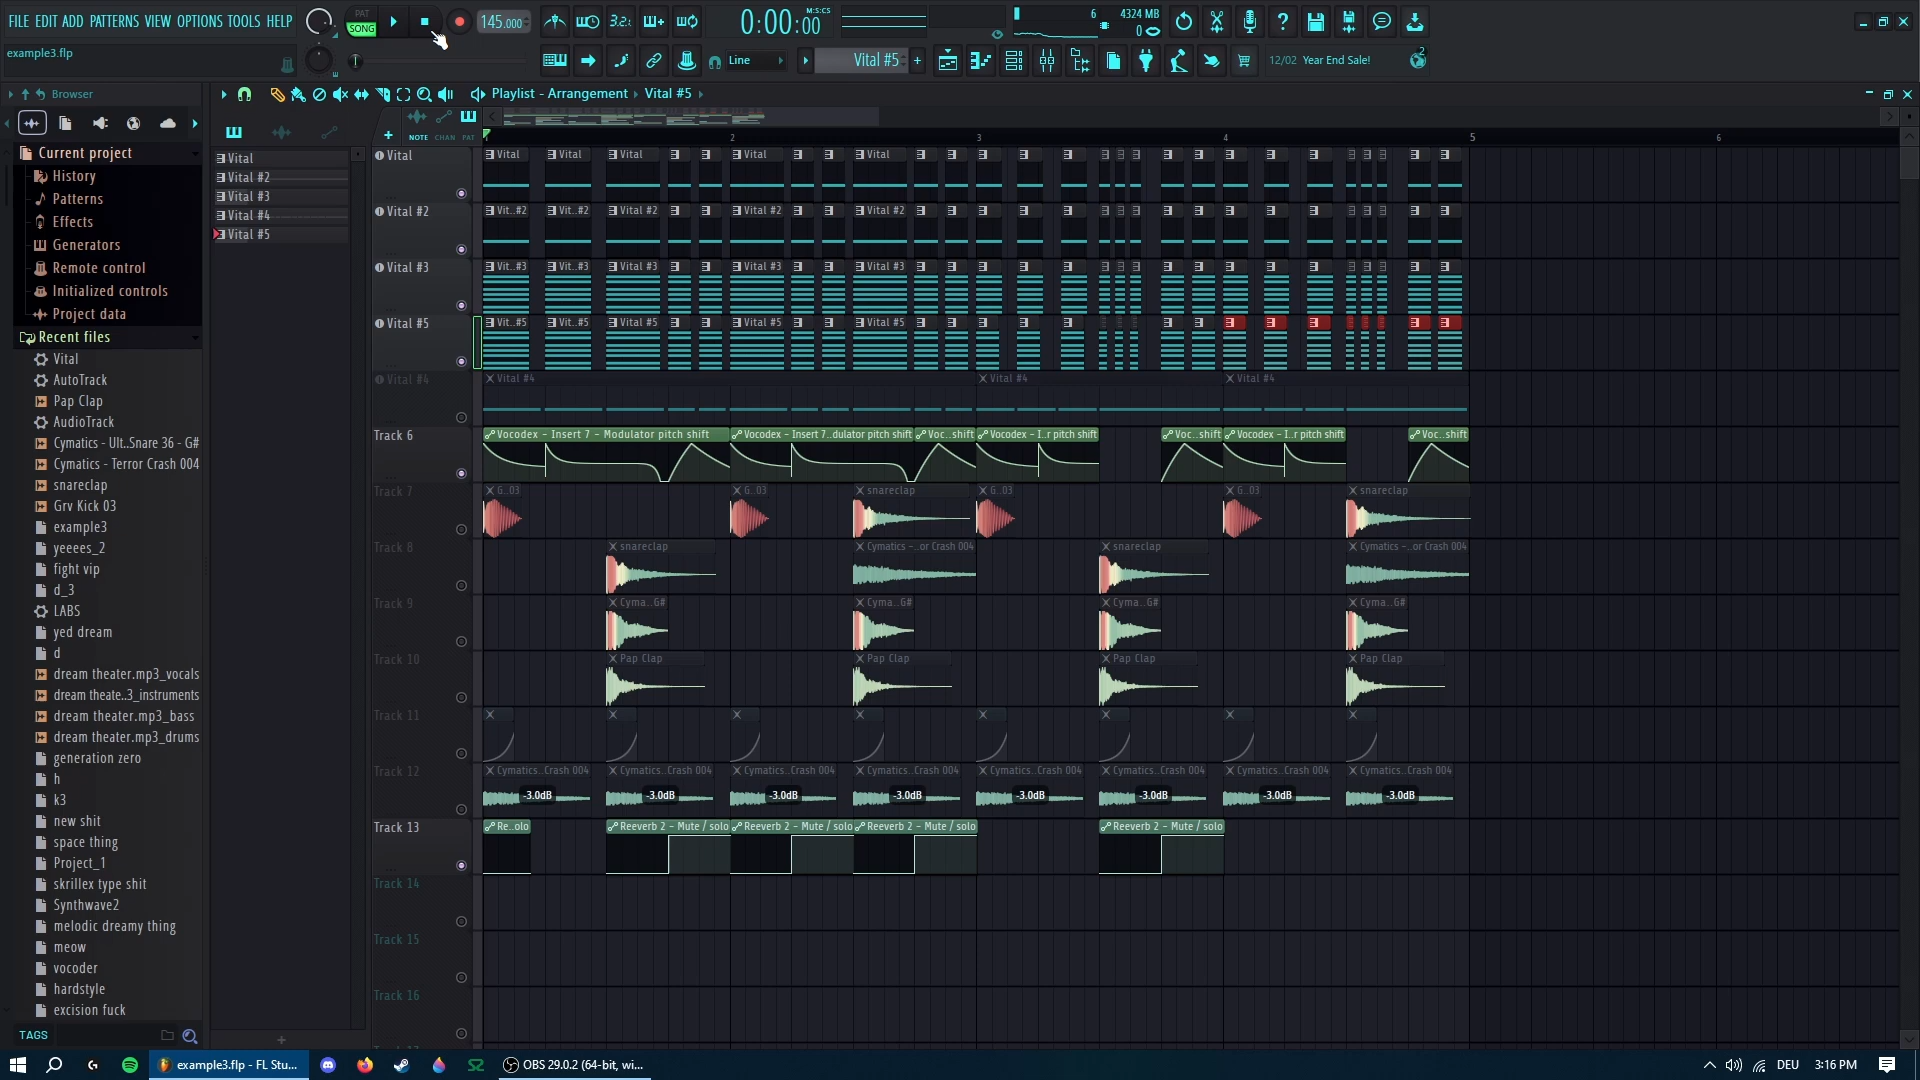 FILE EDIT ADD PATTERNS VIEW OPTIONS TOOLS HELP
PAT
SONG
145.000
3.2.:
0:00:00
M:S:CS
6
4324 MB
0
example3.flp
Line
Vital #5
12/02 Year End Sale!
2
Browser
Playlist - Arrangement › Vital #5 ›
NOTE CHAN PAT
2 3 4 5 6
Current project
History
Patterns
Effects
Generators
Remote control
Initialized controls
Project data
Recent files
Vital
AutoTrack
Pap Clap
AudioTrack
Cymatics - Ult..Snare 36 - G#
Cymatics - Terror Crash 004
snareclap
Grv Kick 03
example3
yeeees_2
fight vip
d_3
LABS
yed dream
d
dream theater.mp3_vocals
dream theate..3_instruments
dream theater.mp3_bass
dream theater.mp3_drums
generation zero
h
k3
new shit
space thing
Project_1
skrillex type shit
Synthwave2
melodic dreamy thing
meow
vocoder
hardstyle
excision fuck
TAGS
Vital
Vital #2
Vital #3
Vital #4
Vital #5
Vital
Vital Vital Vital Vital Vital
Vital #2
Vit..#2 Vit..#2 Vital #2 Vital #2 Vital #2
Vital #3
Vit..#3 Vit..#3 Vital #3 Vital #3 Vital #3
Vital #5
Vit..#5 Vit..#5 Vital #5 Vital #5 Vital #5
Vital #4
Vital #4 Vital #4 Vital #4
Track 6
Vocodex - Insert 7 - Modulator pitch shift Vocodex - Insert 7..dulator pitch shift Voc..shift Vocodex - I..r pitch shift Voc..shift Vocodex - I..r pitch shift Voc..shift
Track 7
G..03 G..03 snareclap G..03 G..03 snareclap
Track 8
snareclap Cymatics -..or Crash 004 snareclap Cymatics -..or Crash 004
Track 9
Cyma..G# Cyma..G# Cyma..G# Cyma..G#
Track 10
Pap Clap Pap Clap Pap Clap Pap Clap
Track 11
Track 12
Cymatics..Crash 004 Cymatics..Crash 004 Cymatics..Crash 004 Cymatics..Crash 004 Cymatics..Crash 004 Cymatics..Crash 004 Cymatics..Crash 004 Cymatics..Crash 004
-3.0dB -3.0dB -3.0dB -3.0dB -3.0dB -3.0dB -3.0dB -3.0dB
Track 13
Re..olo Reeverb 2 - Mute / solo Reeverb 2 - Mute / solo Reeverb 2 - Mute / solo Reeverb 2 - Mute / solo
Track 14
Track 15
Track 16
example3.flp - FL Stu...
OBS 29.0.2 (64-bit, wi...
DEU
3:16 PM